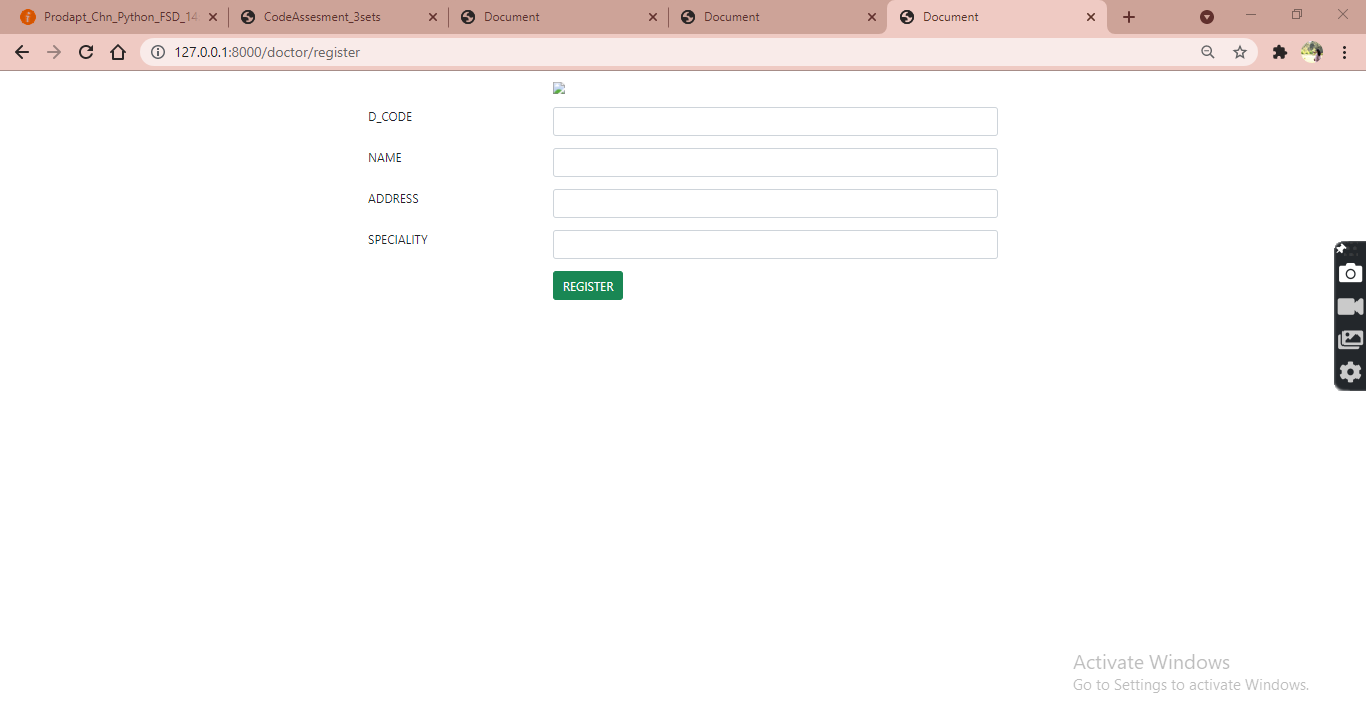 Prodapt_Chn_Python_FSD_14
CodeAssesment_3sets
Document
Document
Document
127.0.0.1:8000/doctor/register
D_CODE
NAME
ADDRESS
SPECIALITY
REGISTER
Activate Windows
Go to Settings to activate Windows.